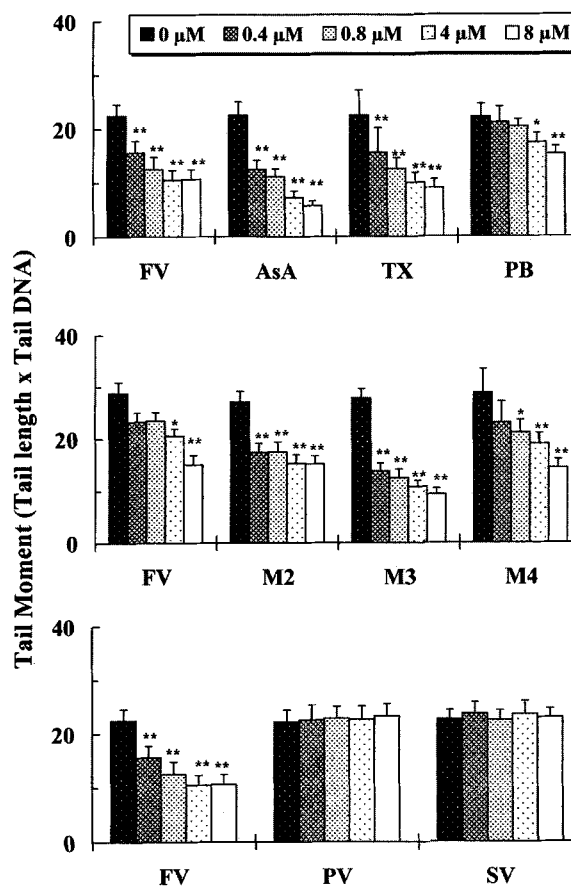 40
0 µM 0.4 µM 0.8 µM 4 µM 8 µM
20
** ** ** **
** ** ** **
** ** ** **
* **
0
FV AsA TX PB
Tail Moment (Tail length x Tail DNA)
40
20
* **
** ** ** **
** ** ** **
* ** **
0
FV M2 M3 M4
40
20
** ** ** **
0
FV PV SV